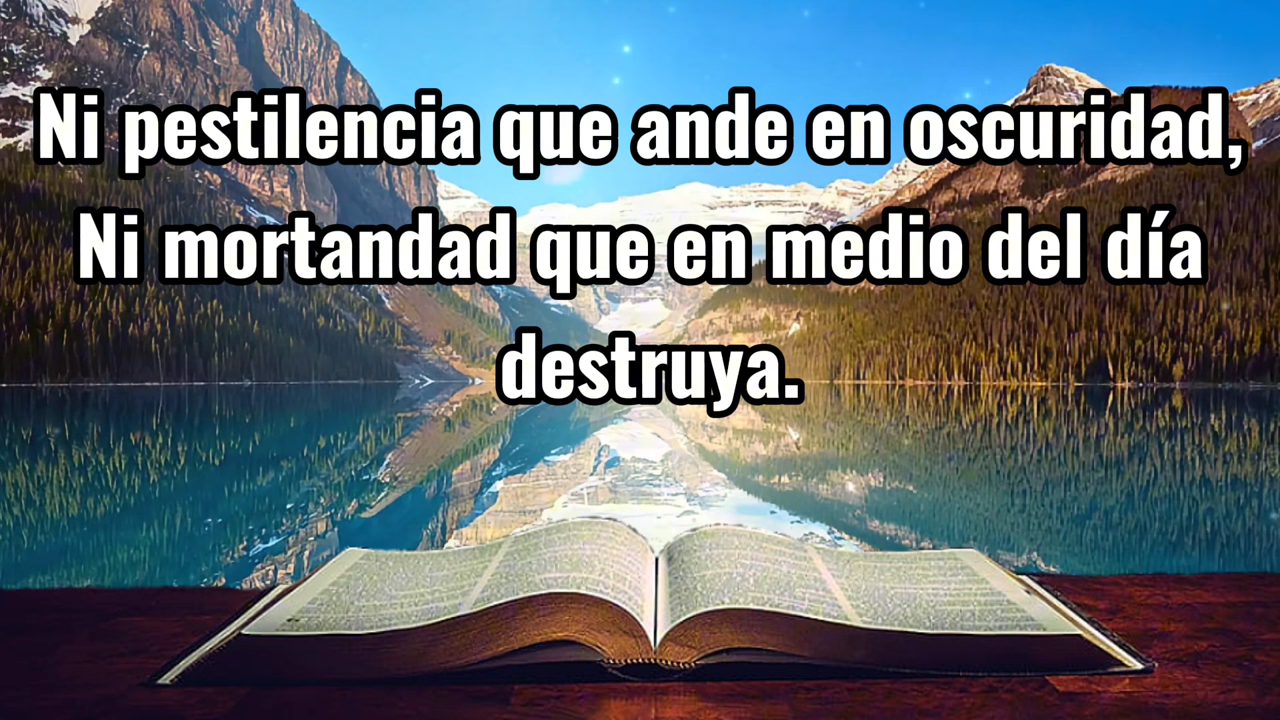 Ni pestilencia que ande en oscuridad,
Ni mortandad que en medio del día
destruya.